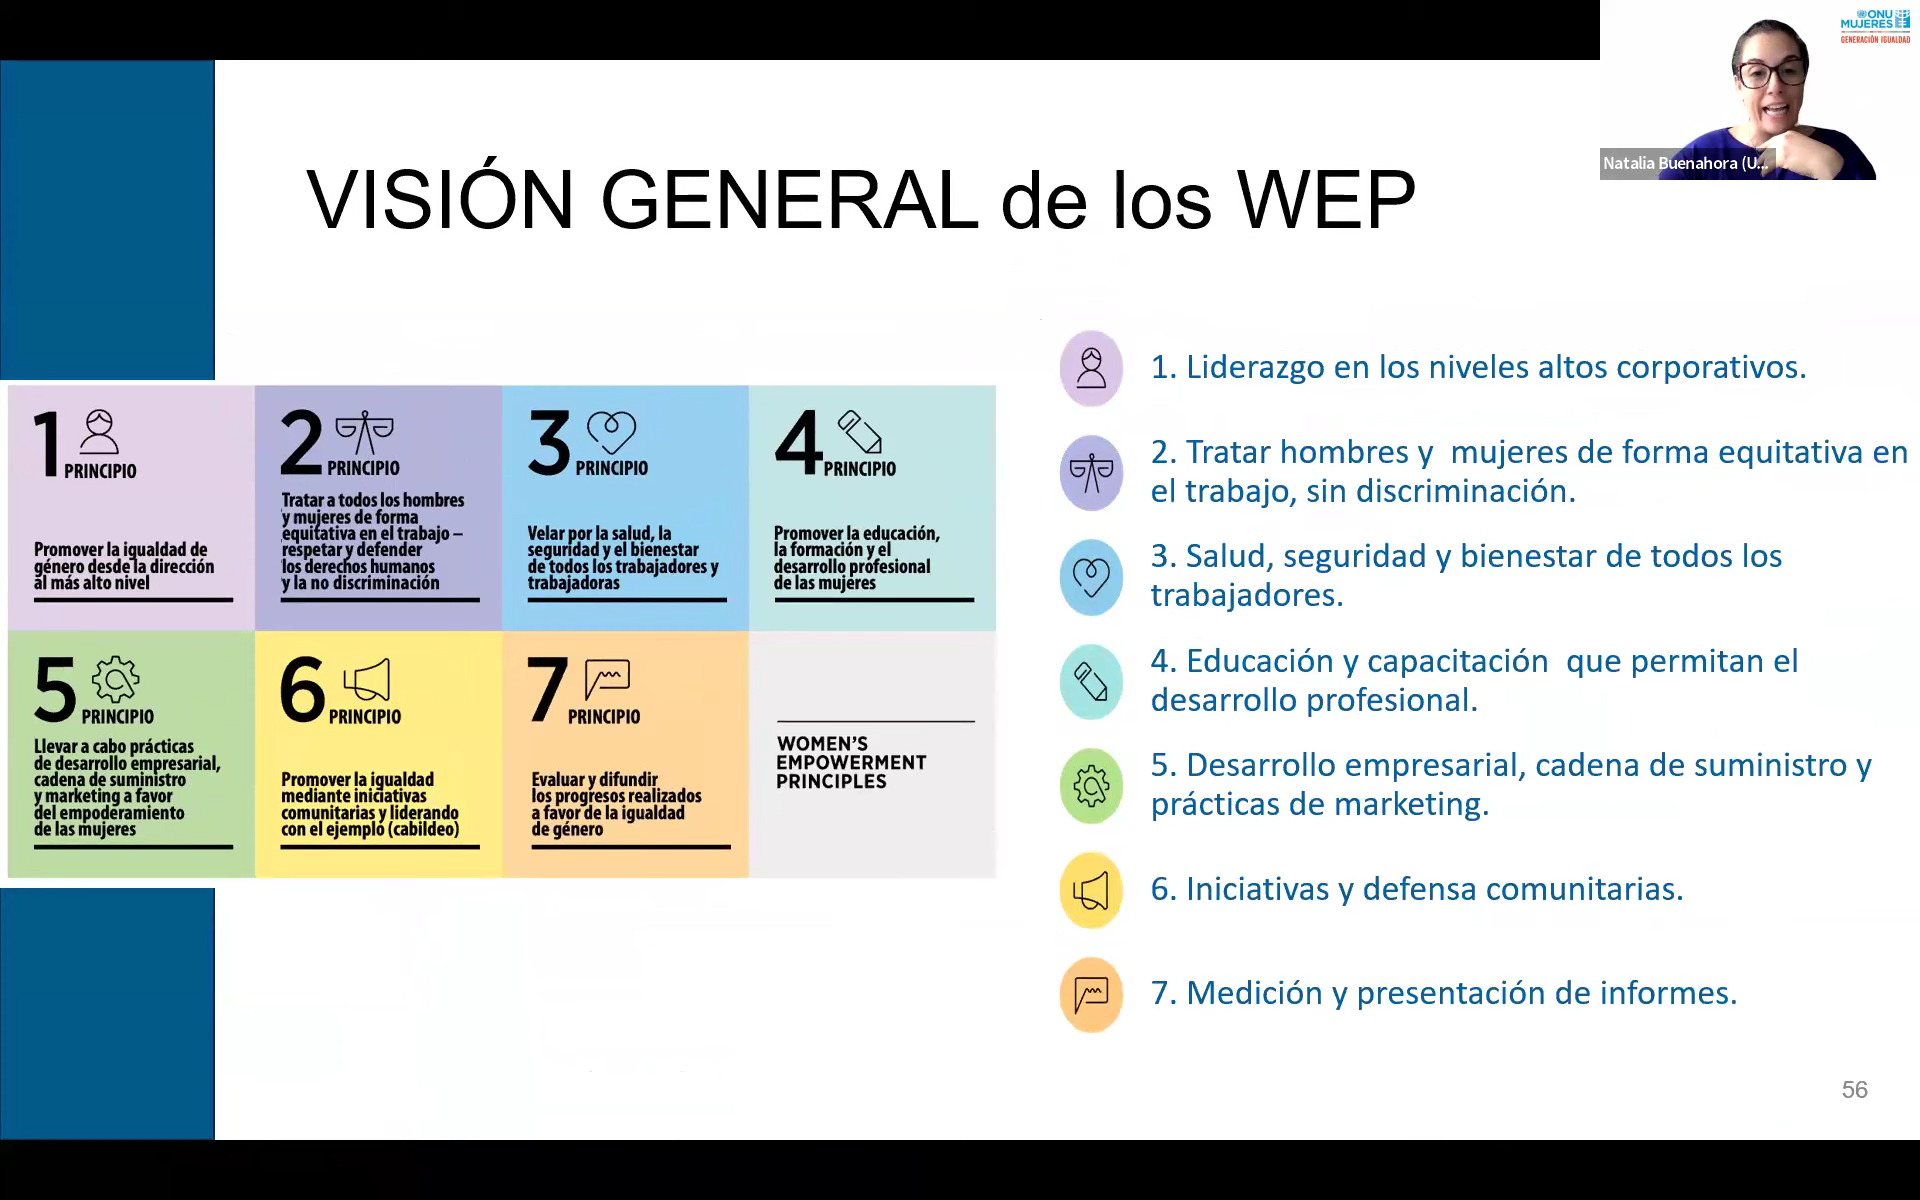 ONU
MUJERES
GENERACIÓN IGUALDAD
Natalia Buenahora (U...
VISIÓN GENERAL de los WEP
1
PRINCIPIO
Promover la igualdad de
género desde la dirección
al más alto nivel
2
PRINCIPIO
Tratar a todos los hombres
y mujeres de forma
equitativa en el trabajo –
respetar y defender
los derechos humanos
y la no discriminación
3
PRINCIPIO
Velar por la salud, la
seguridad y el bienestar
de todos los trabajadores y
trabajadoras
4
PRINCIPIO
Promover la educación,
la formación y el
desarrollo profesional
de las mujeres
5
PRINCIPIO
Llevar a cabo prácticas
de desarrollo empresarial,
cadena de suministro
y marketing a favor
del empoderamiento
de las mujeres
6
PRINCIPIO
Promover la igualdad
mediante iniciativas
comunitarias y liderando
con el ejemplo (cabildeo)
7
PRINCIPIO
Evaluar y difundir
los progresos realizados
a favor de la igualdad
de género
WOMEN'S
EMPOWERMENT
PRINCIPLES
1. Liderazgo en los niveles altos corporativos.
2. Tratar hombres y  mujeres de forma equitativa en
el trabajo, sin discriminación.
3. Salud, seguridad y bienestar de todos los
trabajadores.
4. Educación y capacitación  que permitan el
desarrollo profesional.
5. Desarrollo empresarial, cadena de suministro y
prácticas de marketing.
6. Iniciativas y defensa comunitarias.
7. Medición y presentación de informes.
56